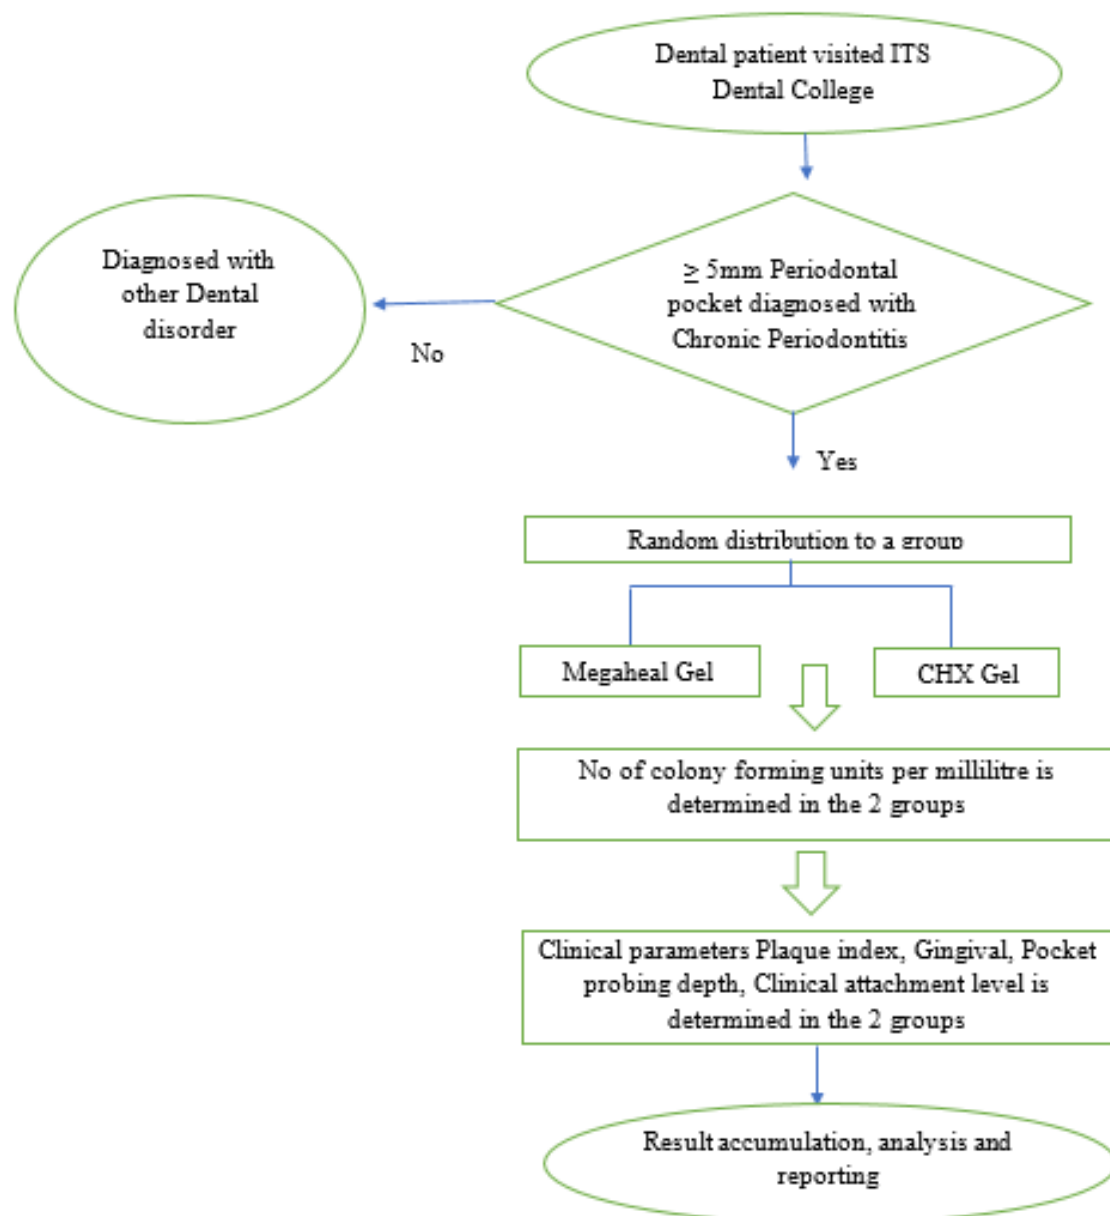 Dental patient visited ITS
Dental College
≥ 5mm Periodontal
pocket diagnosed with
Chronic Periodontitis
Diagnosed with
other Dental
disorder
No
Yes
Random distribution to a group
Megaheal Gel
CHX Gel
No of colony forming units per millilitre is
determined in the 2 groups
Clinical parameters Plaque index, Gingival, Pocket
probing depth, Clinical attachment level is
determined in the 2 groups
Result accumulation, analysis and
reporting